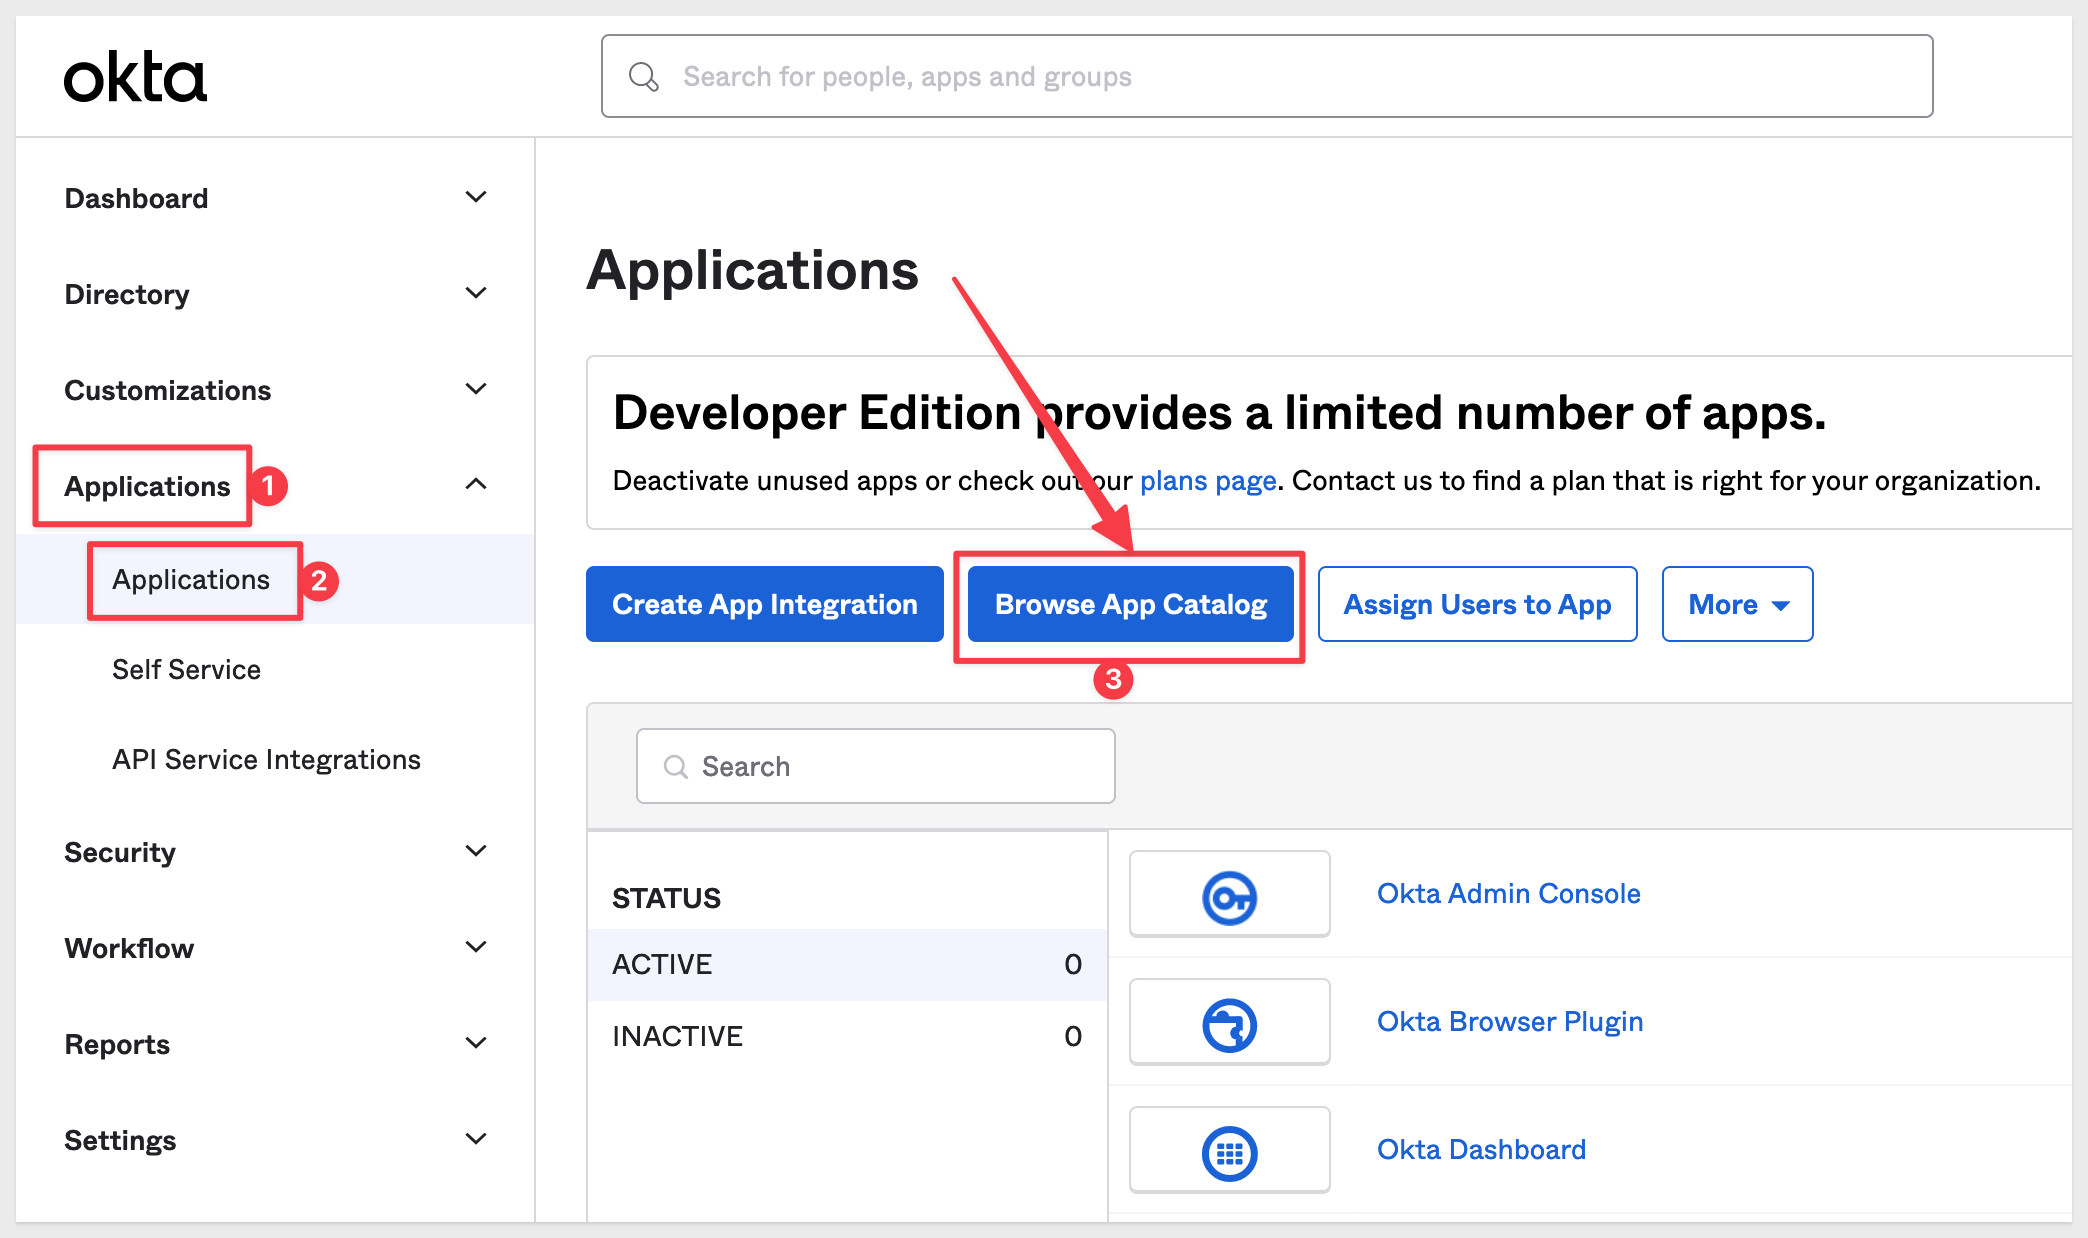 okta
Search for people, apps and groups
Dashboard
Directory
Customizations
Applications 1
Applications 2
Self Service
API Service Integrations
Security
Workflow
Reports
Settings
Applications
Developer Edition provides a limited number of apps.
Deactivate unused apps or check out our plans page. Contact us to find a plan that is right for your organization.
Create App Integration Browse App Catalog Assign Users to App More
3
Search
STATUS
ACTIVE 0
INACTIVE 0
Okta Admin Console
Okta Browser Plugin
Okta Dashboard